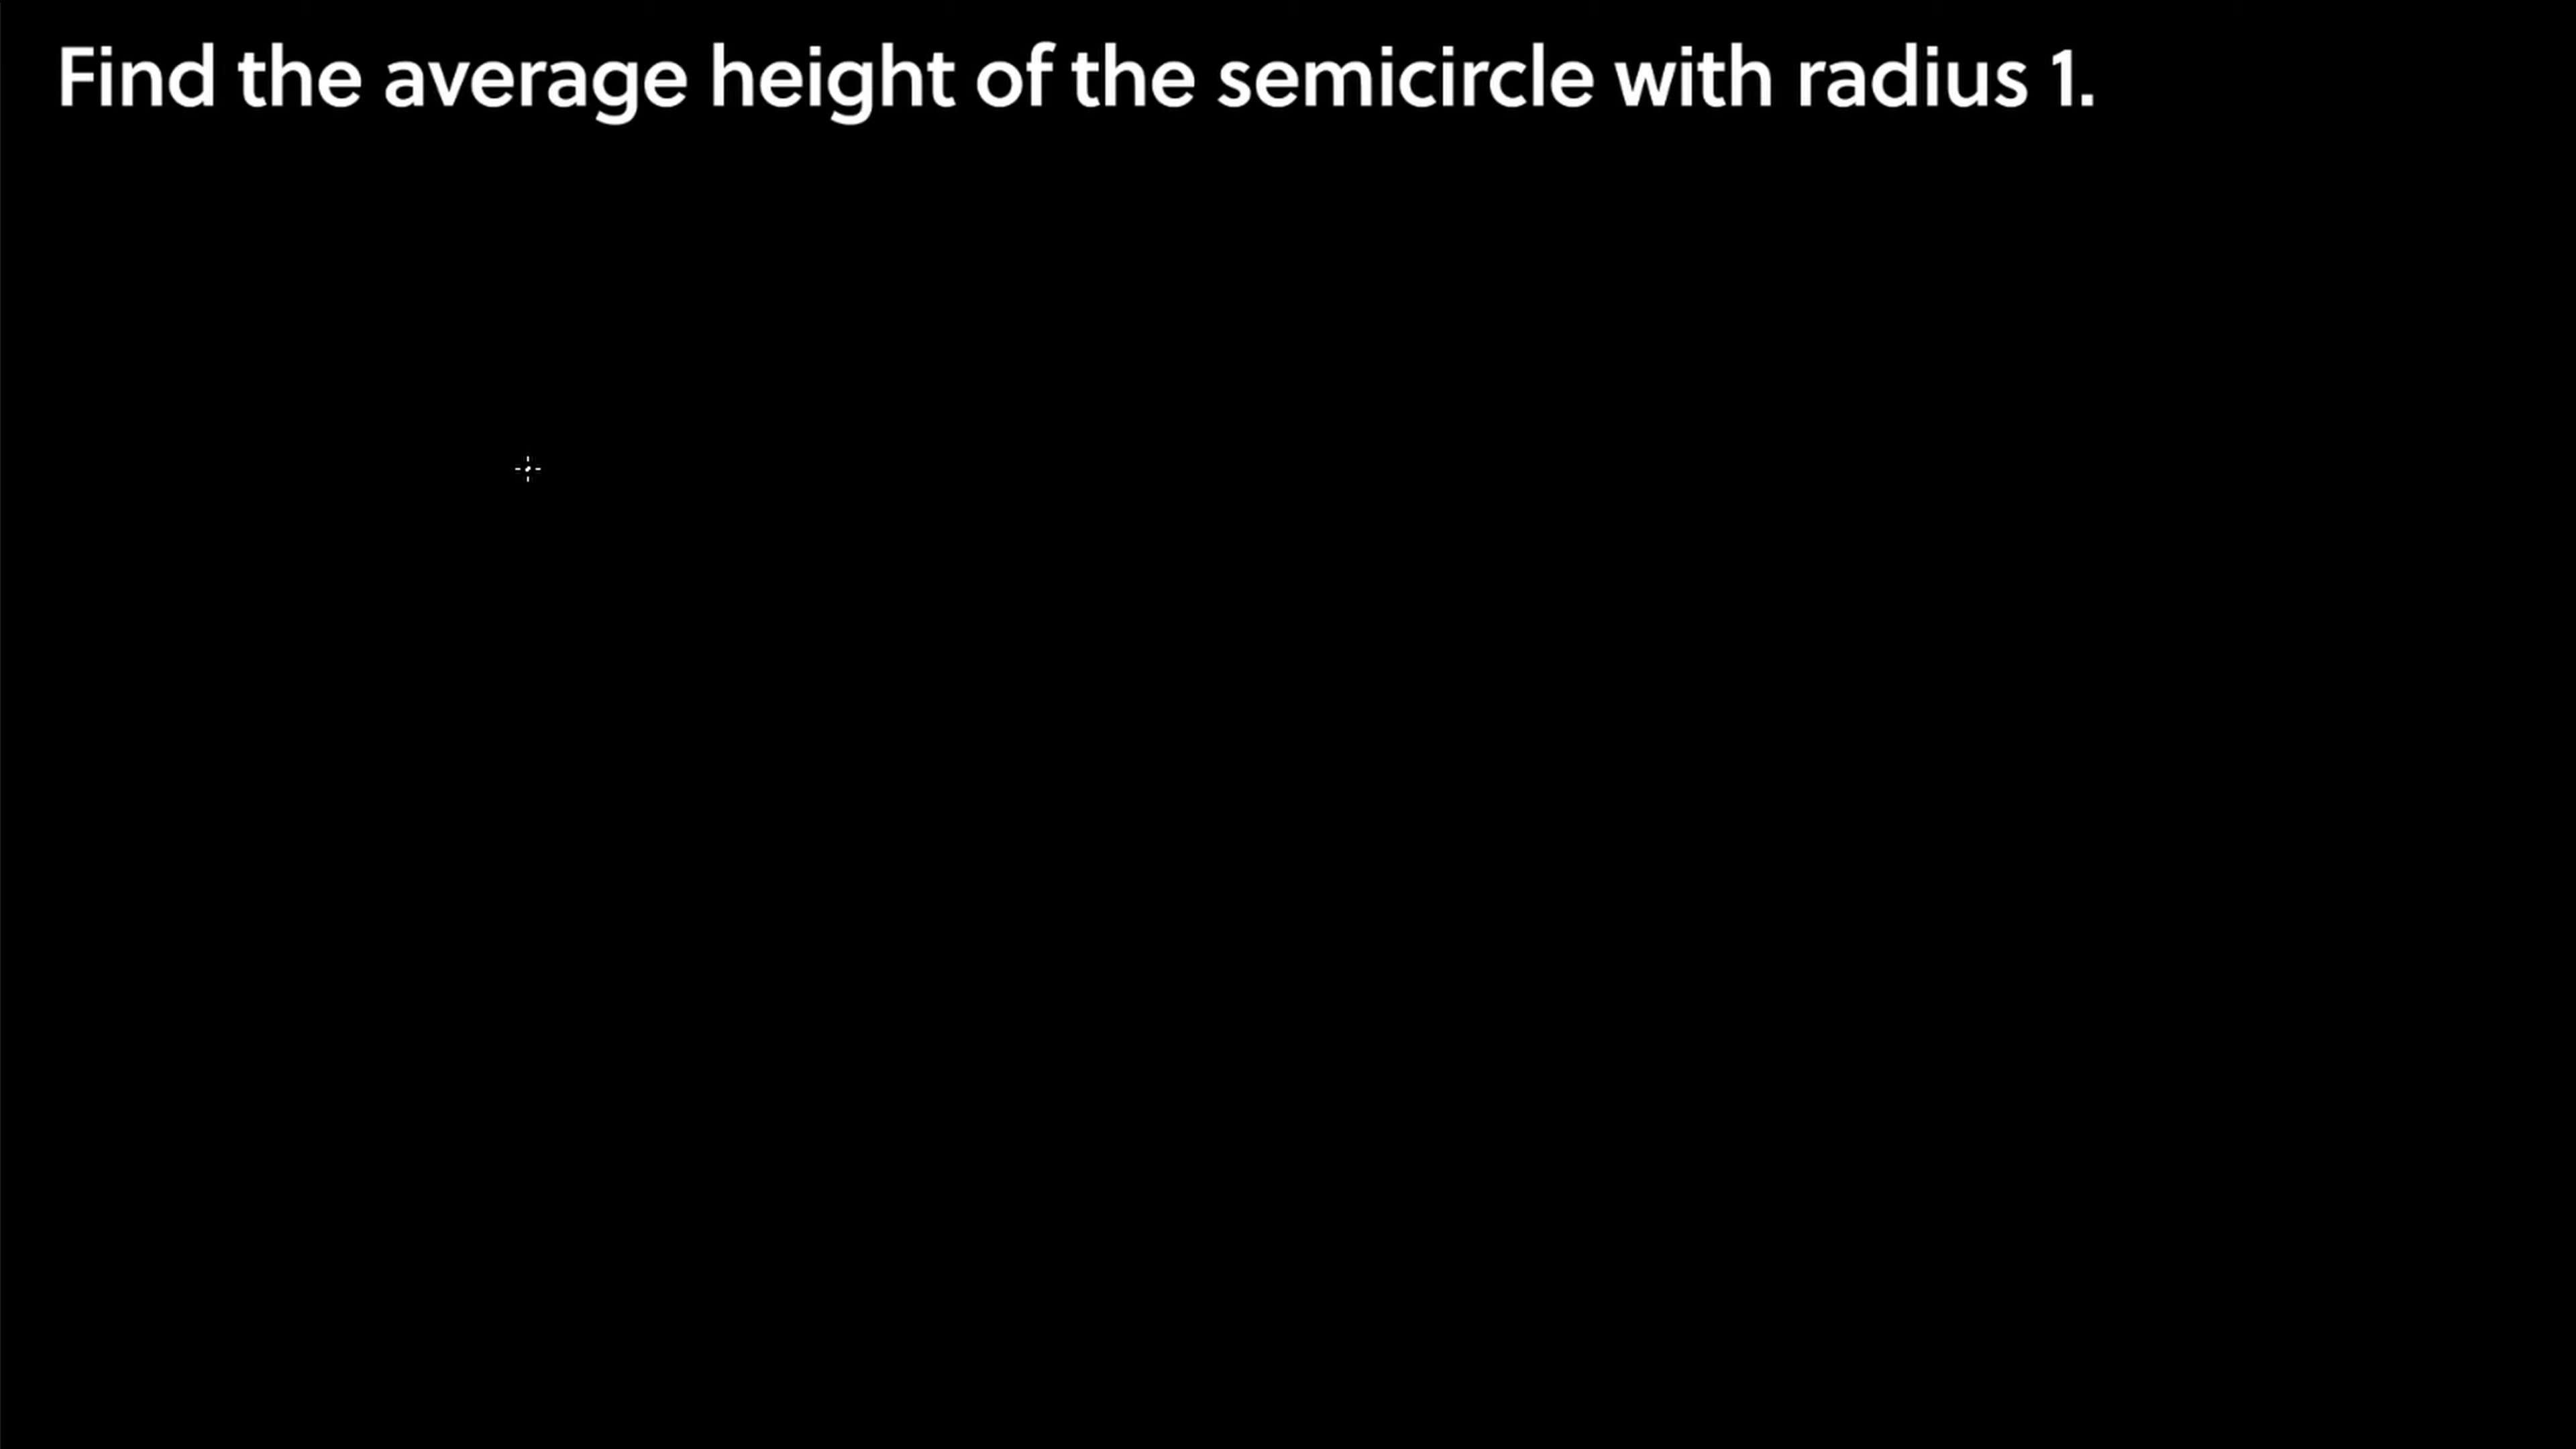 Find the average height of the semicircle with radius 1.